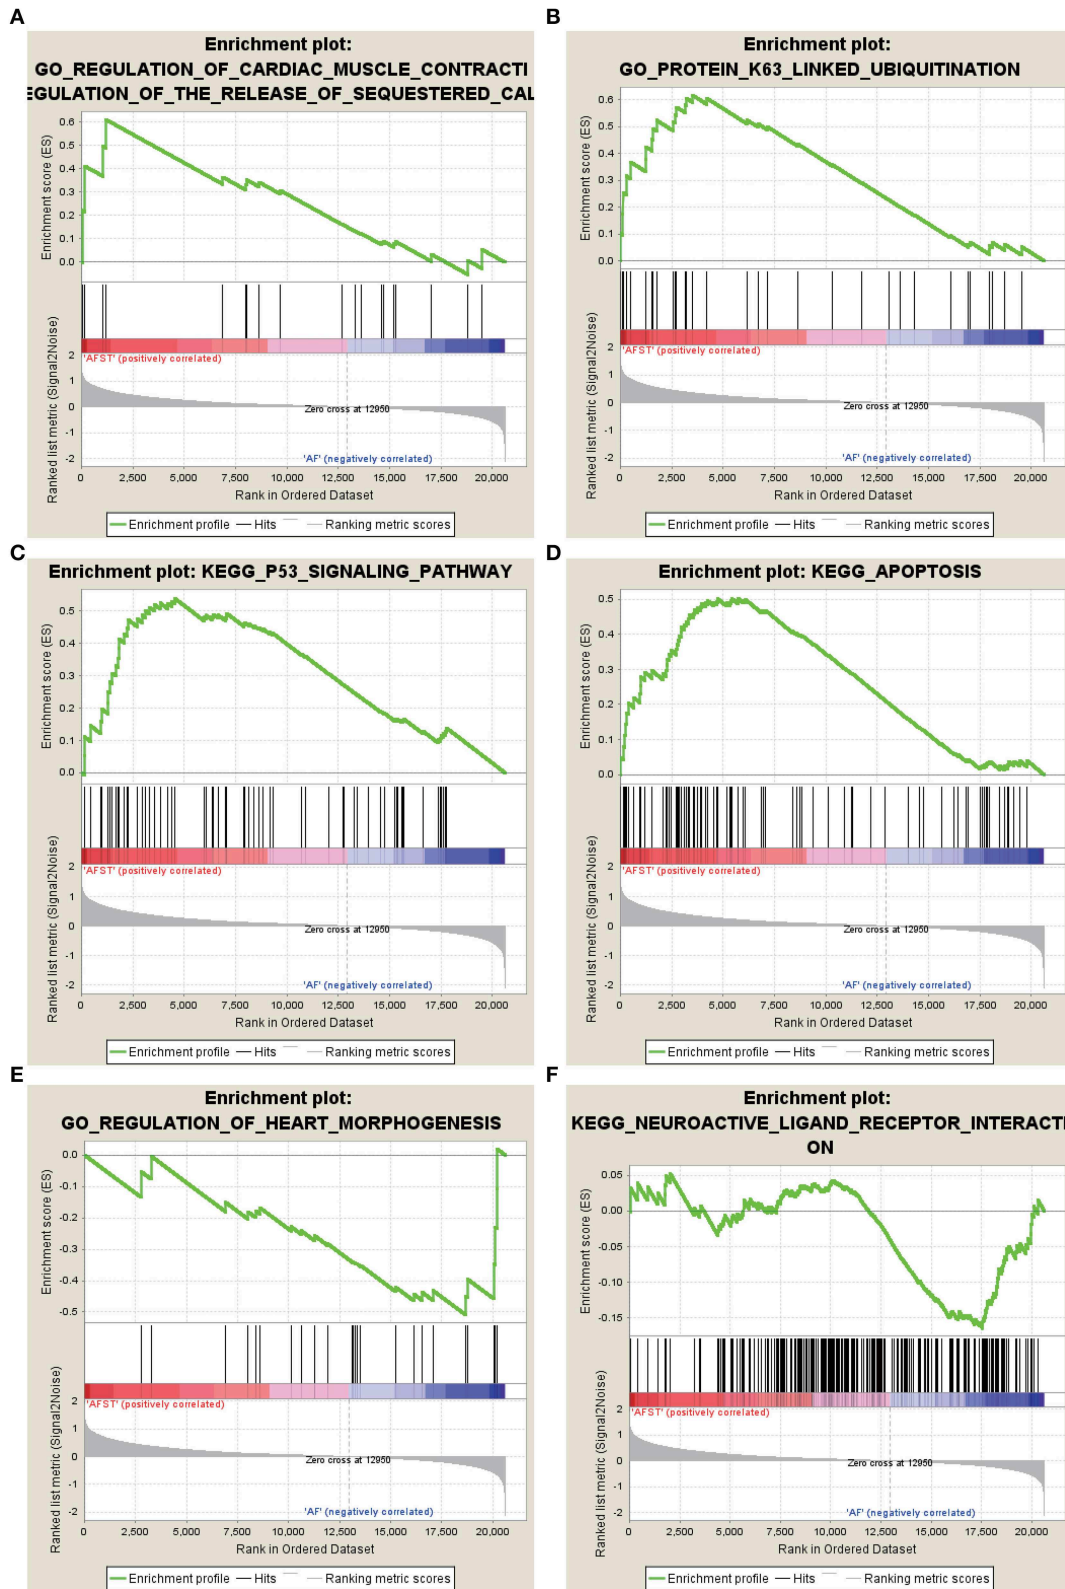 A
Enrichment plot:
GO_REGULATION_OF_CARDIAC_MUSCLE_CONTRACTI
EGULATION_OF_THE_RELEASE_OF_SEQUESTERED_CAL
Enrichment score (ES)
0.6
0.5
0.4
0.3
0.2
0.1
0.0
Ranked list metric (Signal2Noise)
2
1
0
-1
-2
'AFST' (positively correlated)
Zero cross at 12950
'AF' (negatively correlated)
0 2,500 5,000 7,500 10,000 12,500 15,000 17,500 20,000
Rank in Ordered Dataset
Enrichment profile Hits Ranking metric scores
B
Enrichment plot:
GO_PROTEIN_K63_LINKED_UBIQUITINATION
Enrichment score (ES)
0.6
0.5
0.4
0.3
0.2
0.1
0.0
Ranked list metric (Signal2Noise)
2
1
0
-1
-2
'AFST' (positively correlated)
Zero cross at 12950
'AF' (negatively correlated)
0 2,500 5,000 7,500 10,000 12,500 15,000 17,500 20,000
Rank in Ordered Dataset
Enrichment profile Hits Ranking metric scores
C
Enrichment plot: KEGG_P53_SIGNALING_PATHWAY
Enrichment score (ES)
0.5
0.4
0.3
0.2
0.1
0.0
Ranked list metric (Signal2Noise)
2
1
0
-1
-2
'AFST' (positively correlated)
Zero cross at 12950
'AF' (negatively correlated)
0 2,500 5,000 7,500 10,000 12,500 15,000 17,500 20,000
Rank in Ordered Dataset
Enrichment profile Hits Ranking metric scores
D
Enrichment plot: KEGG_APOPTOSIS
Enrichment score (ES)
0.5
0.4
0.3
0.2
0.1
0.0
Ranked list metric (Signal2Noise)
2
1
0
-1
-2
'AFST' (positively correlated)
Zero cross at 12950
'AF' (negatively correlated)
0 2,500 5,000 7,500 10,000 12,500 15,000 17,500 20,000
Rank in Ordered Dataset
Enrichment profile Hits Ranking metric scores
E
Enrichment plot:
GO_REGULATION_OF_HEART_MORPHOGENESIS
Enrichment score (ES)
0.0
-0.1
-0.2
-0.3
-0.4
-0.5
Ranked list metric (Signal2Noise)
2
1
0
-1
-2
'AFST' (positively correlated)
Zero cross at 12950
'AF' (negatively correlated)
0 2,500 5,000 7,500 10,000 12,500 15,000 17,500 20,000
Rank in Ordered Dataset
Enrichment profile Hits Ranking metric scores
F
Enrichment plot:
KEGG_NEUROACTIVE_LIGAND_RECEPTOR_INTERACTI
ON
Enrichment score (ES)
0.05
0.00
-0.05
-0.10
-0.15
Ranked list metric (Signal2Noise)
2
1
0
-1
-2
'AFST' (positively correlated)
Zero cross at 12950
'AF' (negatively correlated)
0 2,500 5,000 7,500 10,000 12,500 15,000 17,500 20,000
Rank in Ordered Dataset
Enrichment profile Hits Ranking metric scores